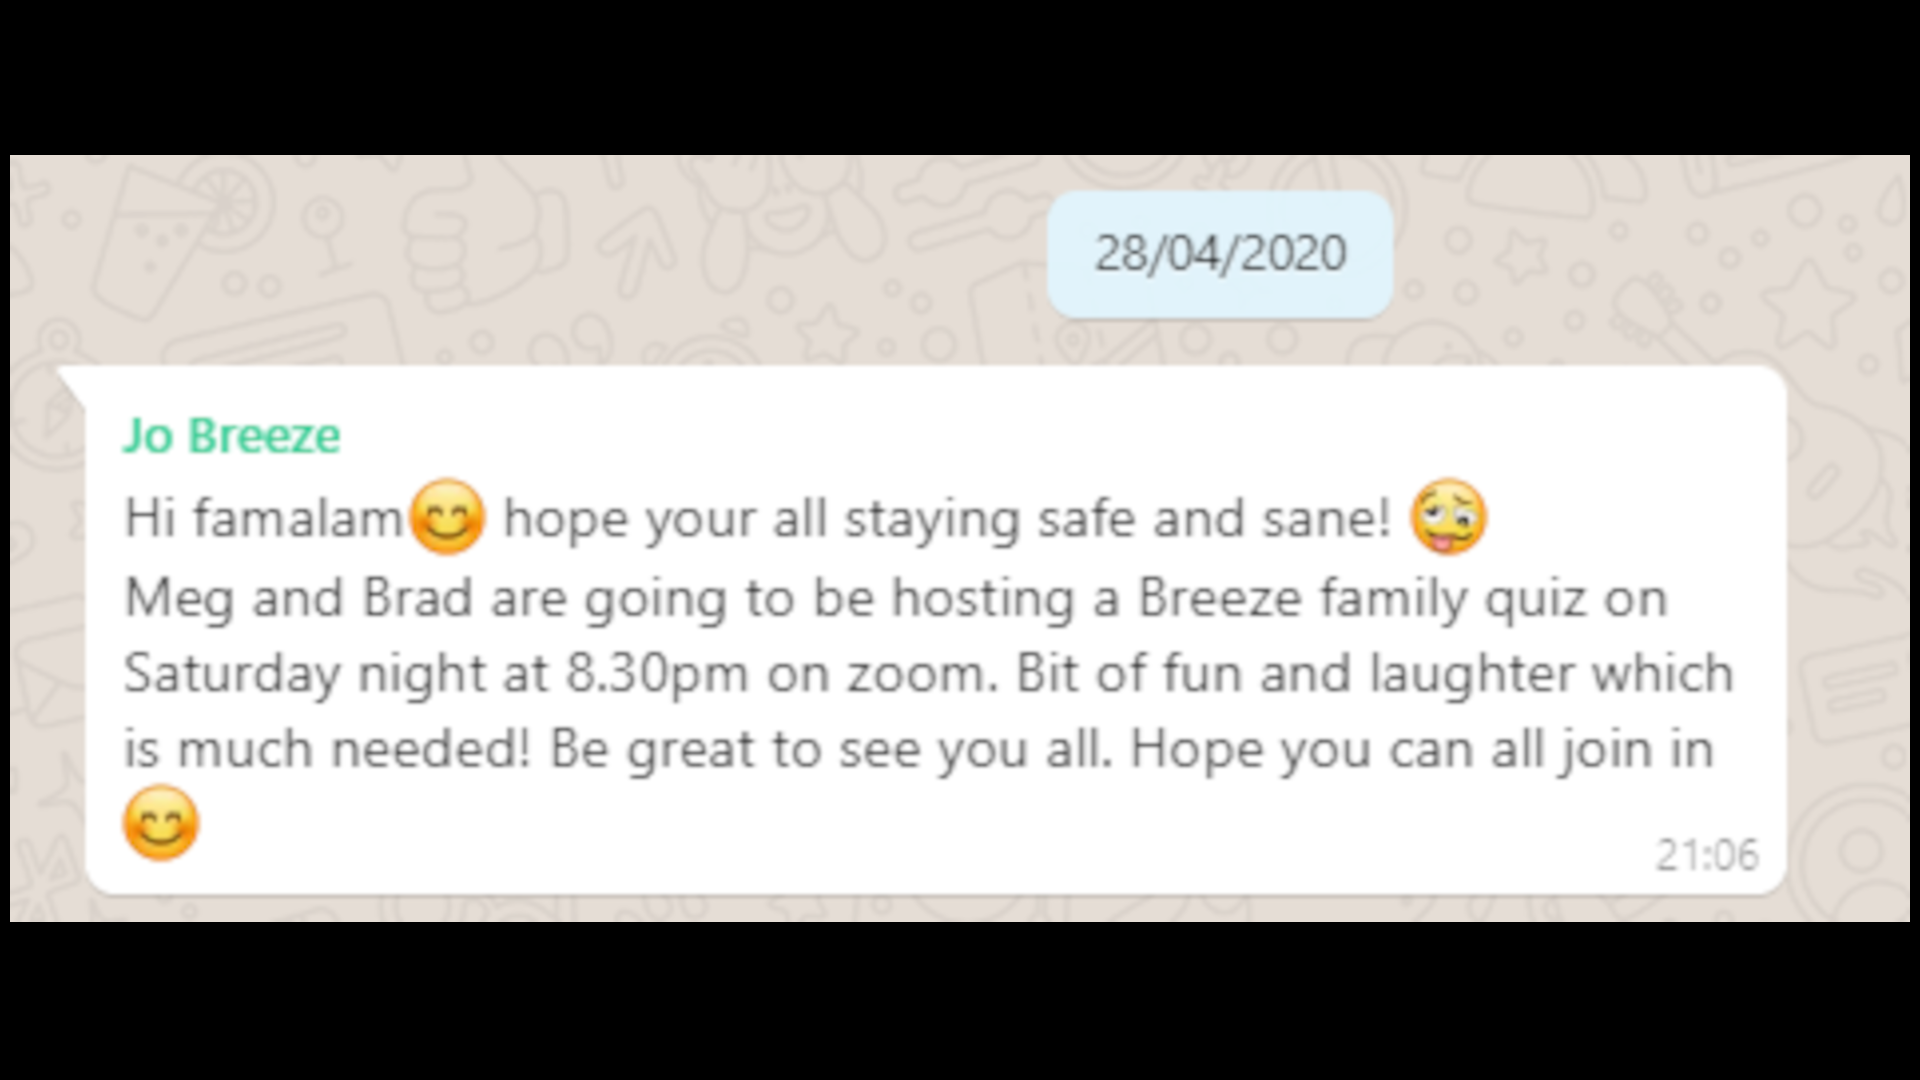 28/04/2020
Jo Breeze
Hi famalam😊 hope your all staying safe and sane! 🥴
Meg and Brad are going to be hosting a Breeze family quiz on
Saturday night at 8.30pm on zoom. Bit of fun and laughter which
is much needed! Be great to see you all. Hope you can all join in
😊
21:06